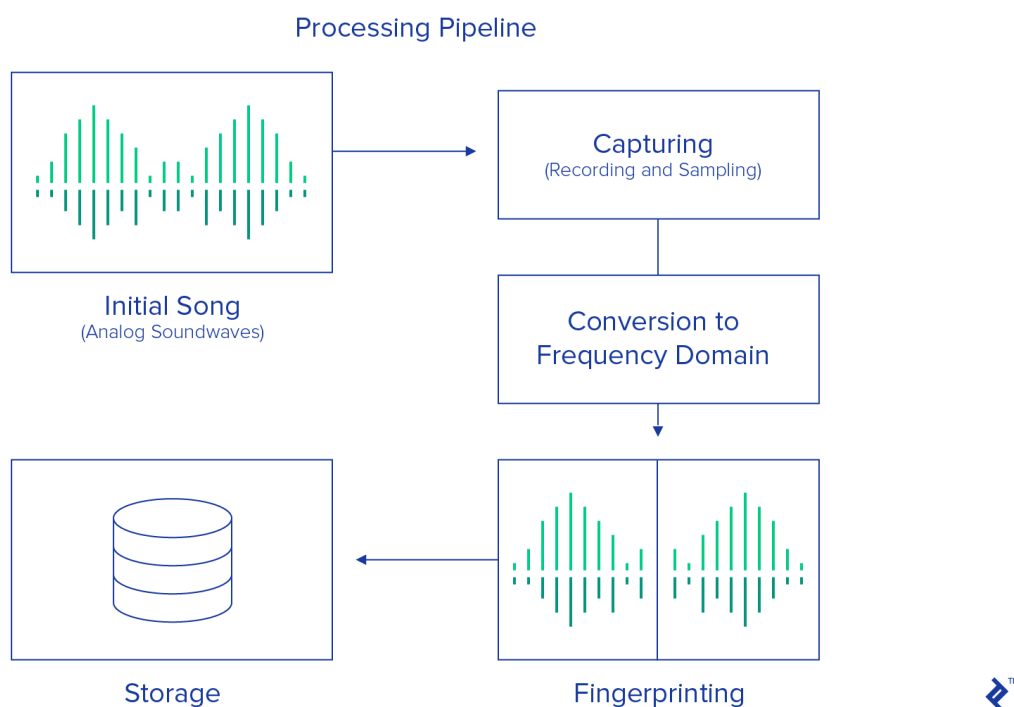 Processing Pipeline
Capturing
(Recording and Sampling)
Initial Song
(Analog Soundwaves)
Conversion to
Frequency Domain
Storage
Fingerprinting